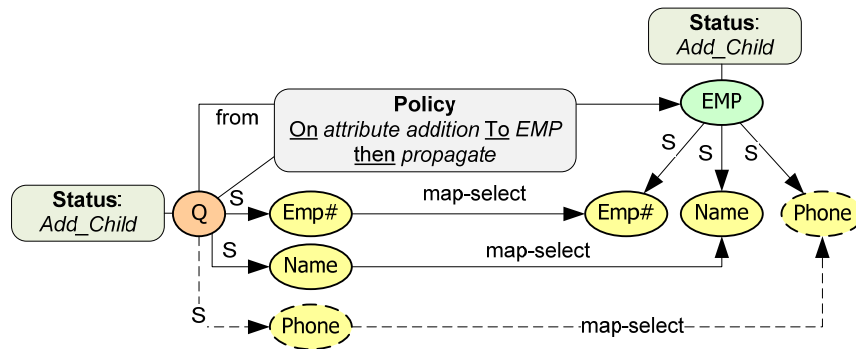 Status:
Add_Child
EMP
from
Policy
On attribute addition To EMP
then propagate
S
S
S
Status:
Add_Child
Q
S
Emp#
map-select
Emp#
Name
Phone
S
Name
map-select
S
Phone
map-select